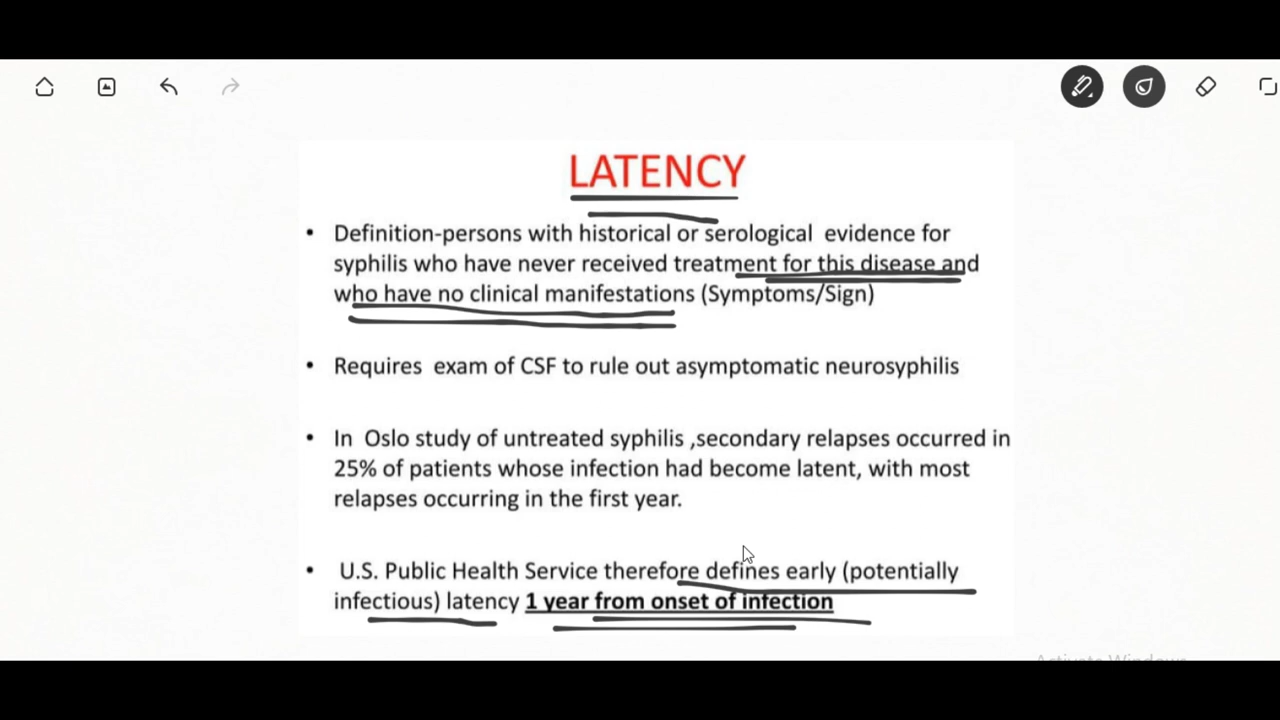 LATENCY
• Definition-persons with historical or serological evidence for
syphilis who have never received treatment for this disease and
who have no clinical manifestations (Symptoms/Sign)
• Requires exam of CSF to rule out asymptomatic neurosyphilis
• In Oslo study of untreated syphilis ,secondary relapses occurred in
25% of patients whose infection had become latent, with most
relapses occurring in the first year.
• U.S. Public Health Service therefore defines early (potentially
infectious) latency 1 year from onset of infection